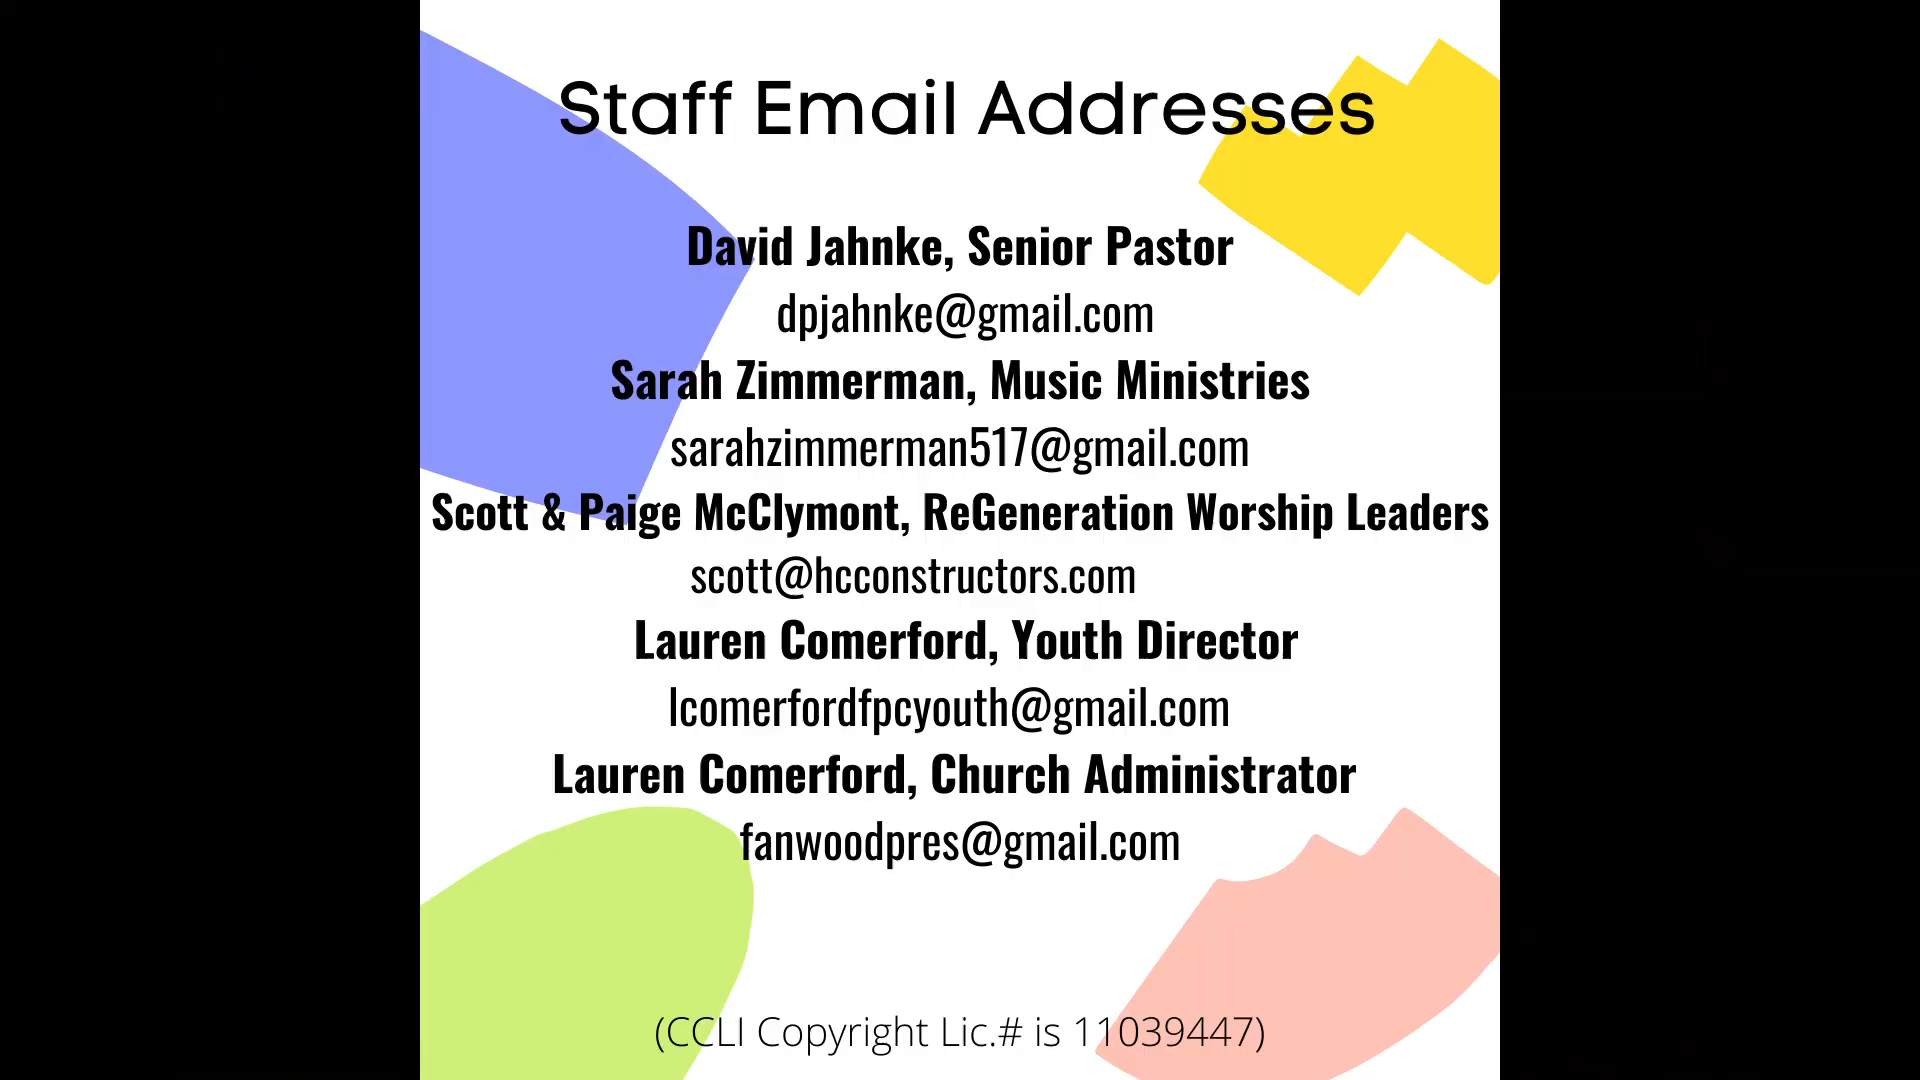 Staff Email Addresses
David Jahnke, Senior Pastor
dpjahnke@gmail.com
Sarah Zimmerman, Music Ministries
sarahzimmerman517@gmail.com
Scott & Paige McClymont, ReGeneration Worship Leaders
scott@hcconstructors.com
Lauren Comerford, Youth Director
lcomerfordfpcyouth@gmail.com
Lauren Comerford, Church Administrator
fanwoodpres@gmail.com
(CCLI Copyright Lic.# is 11039447)